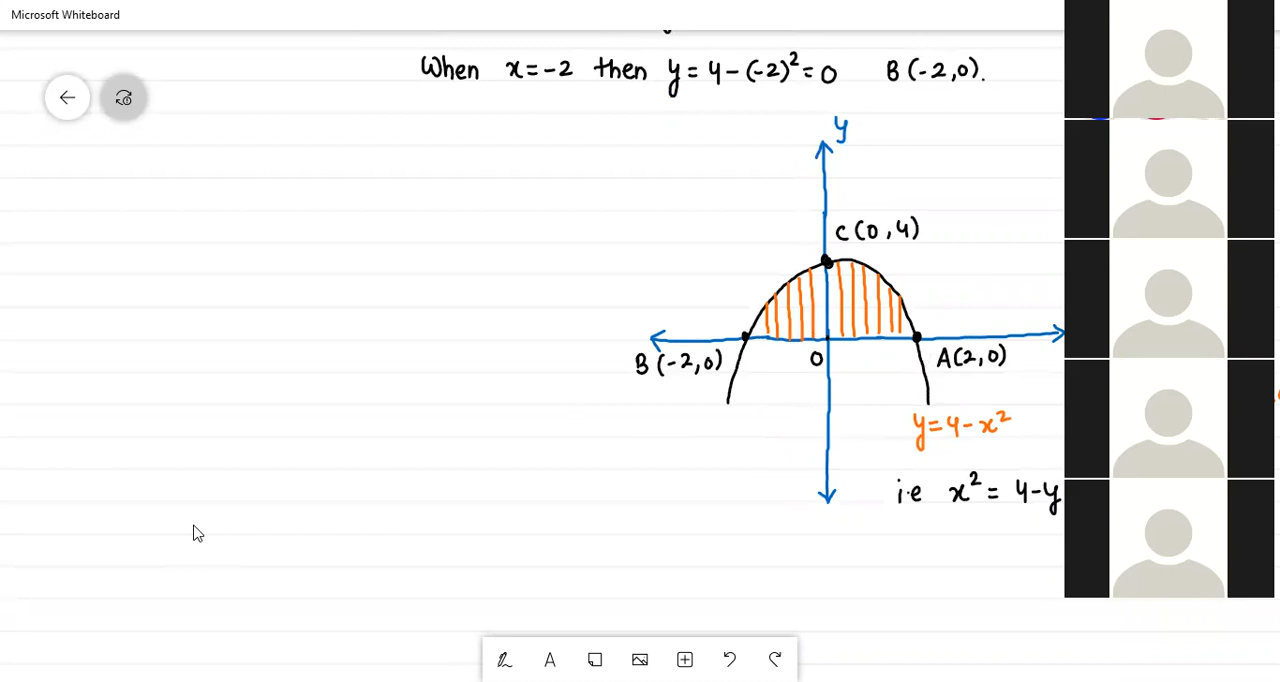 Microsoft Whiteboard
When x=-2 then y=4-(-2)²=0 B(-2,0).
y
C(0,4)
B(-2,0) O A(2,0)
y=4-x²
i.e x²=4-y
A